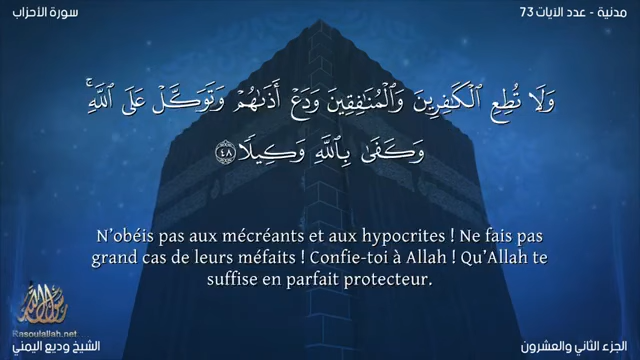 مدنية - عدد الآيات 73
سورة الأحزاب
وَلَا تُطِعِ ٱلْكَٰفِرِينَ وَٱلْمُنَٰفِقِينَ وَدَعْ أَذَىٰهُمْ وَتَوَكَّلْ عَلَى ٱللَّهِ ۚ
وَكَفَىٰ بِٱللَّهِ وَكِيلًا ٤٨
N’obéis pas aux mécréants et aux hypocrites ! Ne fais pas
grand cas de leurs méfaits ! Confie-toi à Allah ! Qu’Allah te
suffise en parfait protecteur.
رسول الله
Rasoulallah.net
الجزء الثاني والعشرون
الشيخ وديع اليمني